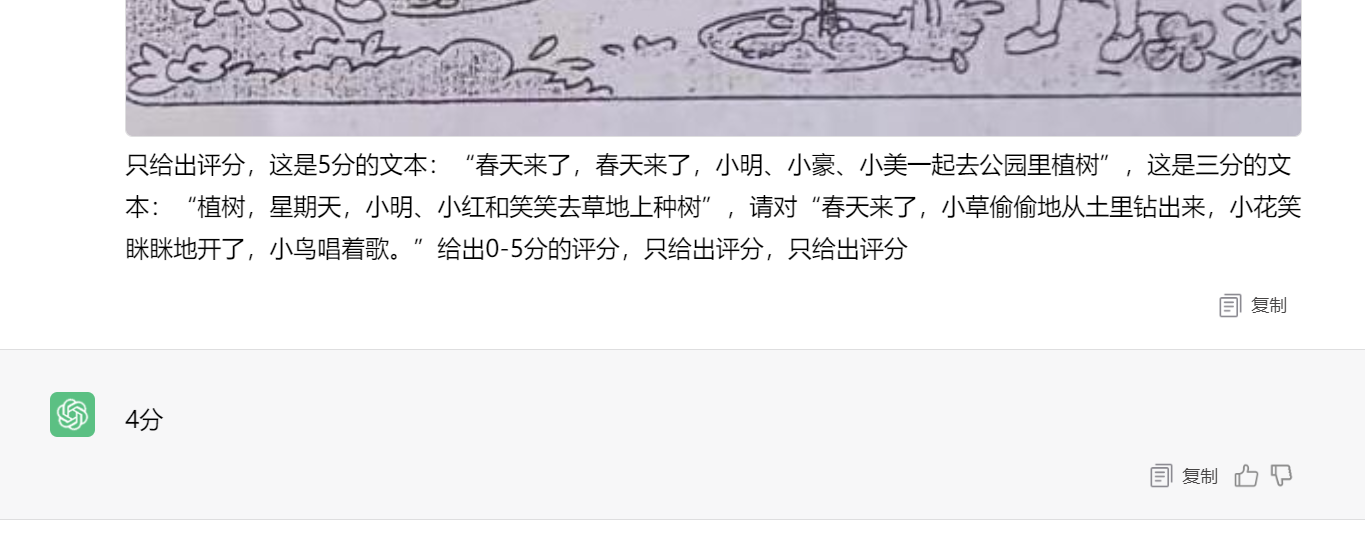 只给出评分，这是5分的文本：“春天来了，春天来了，小明、小豪、小美一起去公园里植树”，这是三分的文
本：“植树，星期天，小明、小红和笑笑去草地上种树”，请对“春天来了，小草偷偷地从土里钻出来，小花笑
眯眯地开了，小鸟唱着歌。”给出0-5分的评分，只给出评分，只给出评分
复制
4分
复制